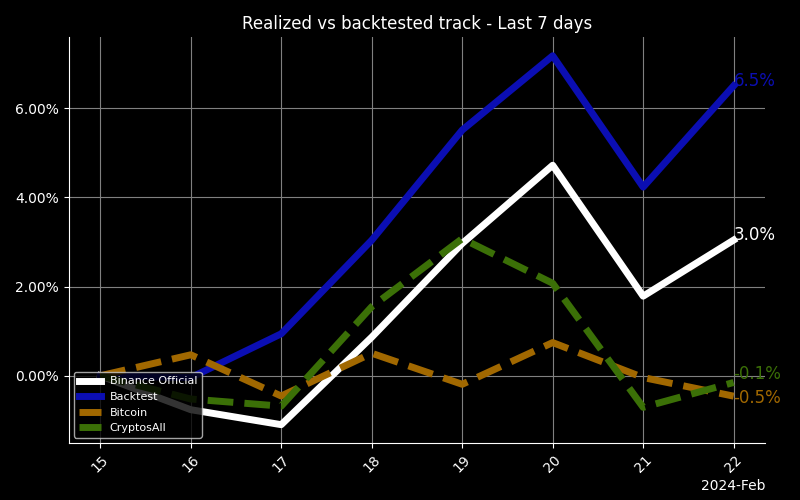 Realized vs backtested track - Last 7 days
6.00%
4.00%
2.00%
0.00%
6.5%
3.0%
-0.1%
-0.5%
Binance Official
Backtest
Bitcoin
CryptosAll
15
16
17
18
19
20
21
22
2024-Feb